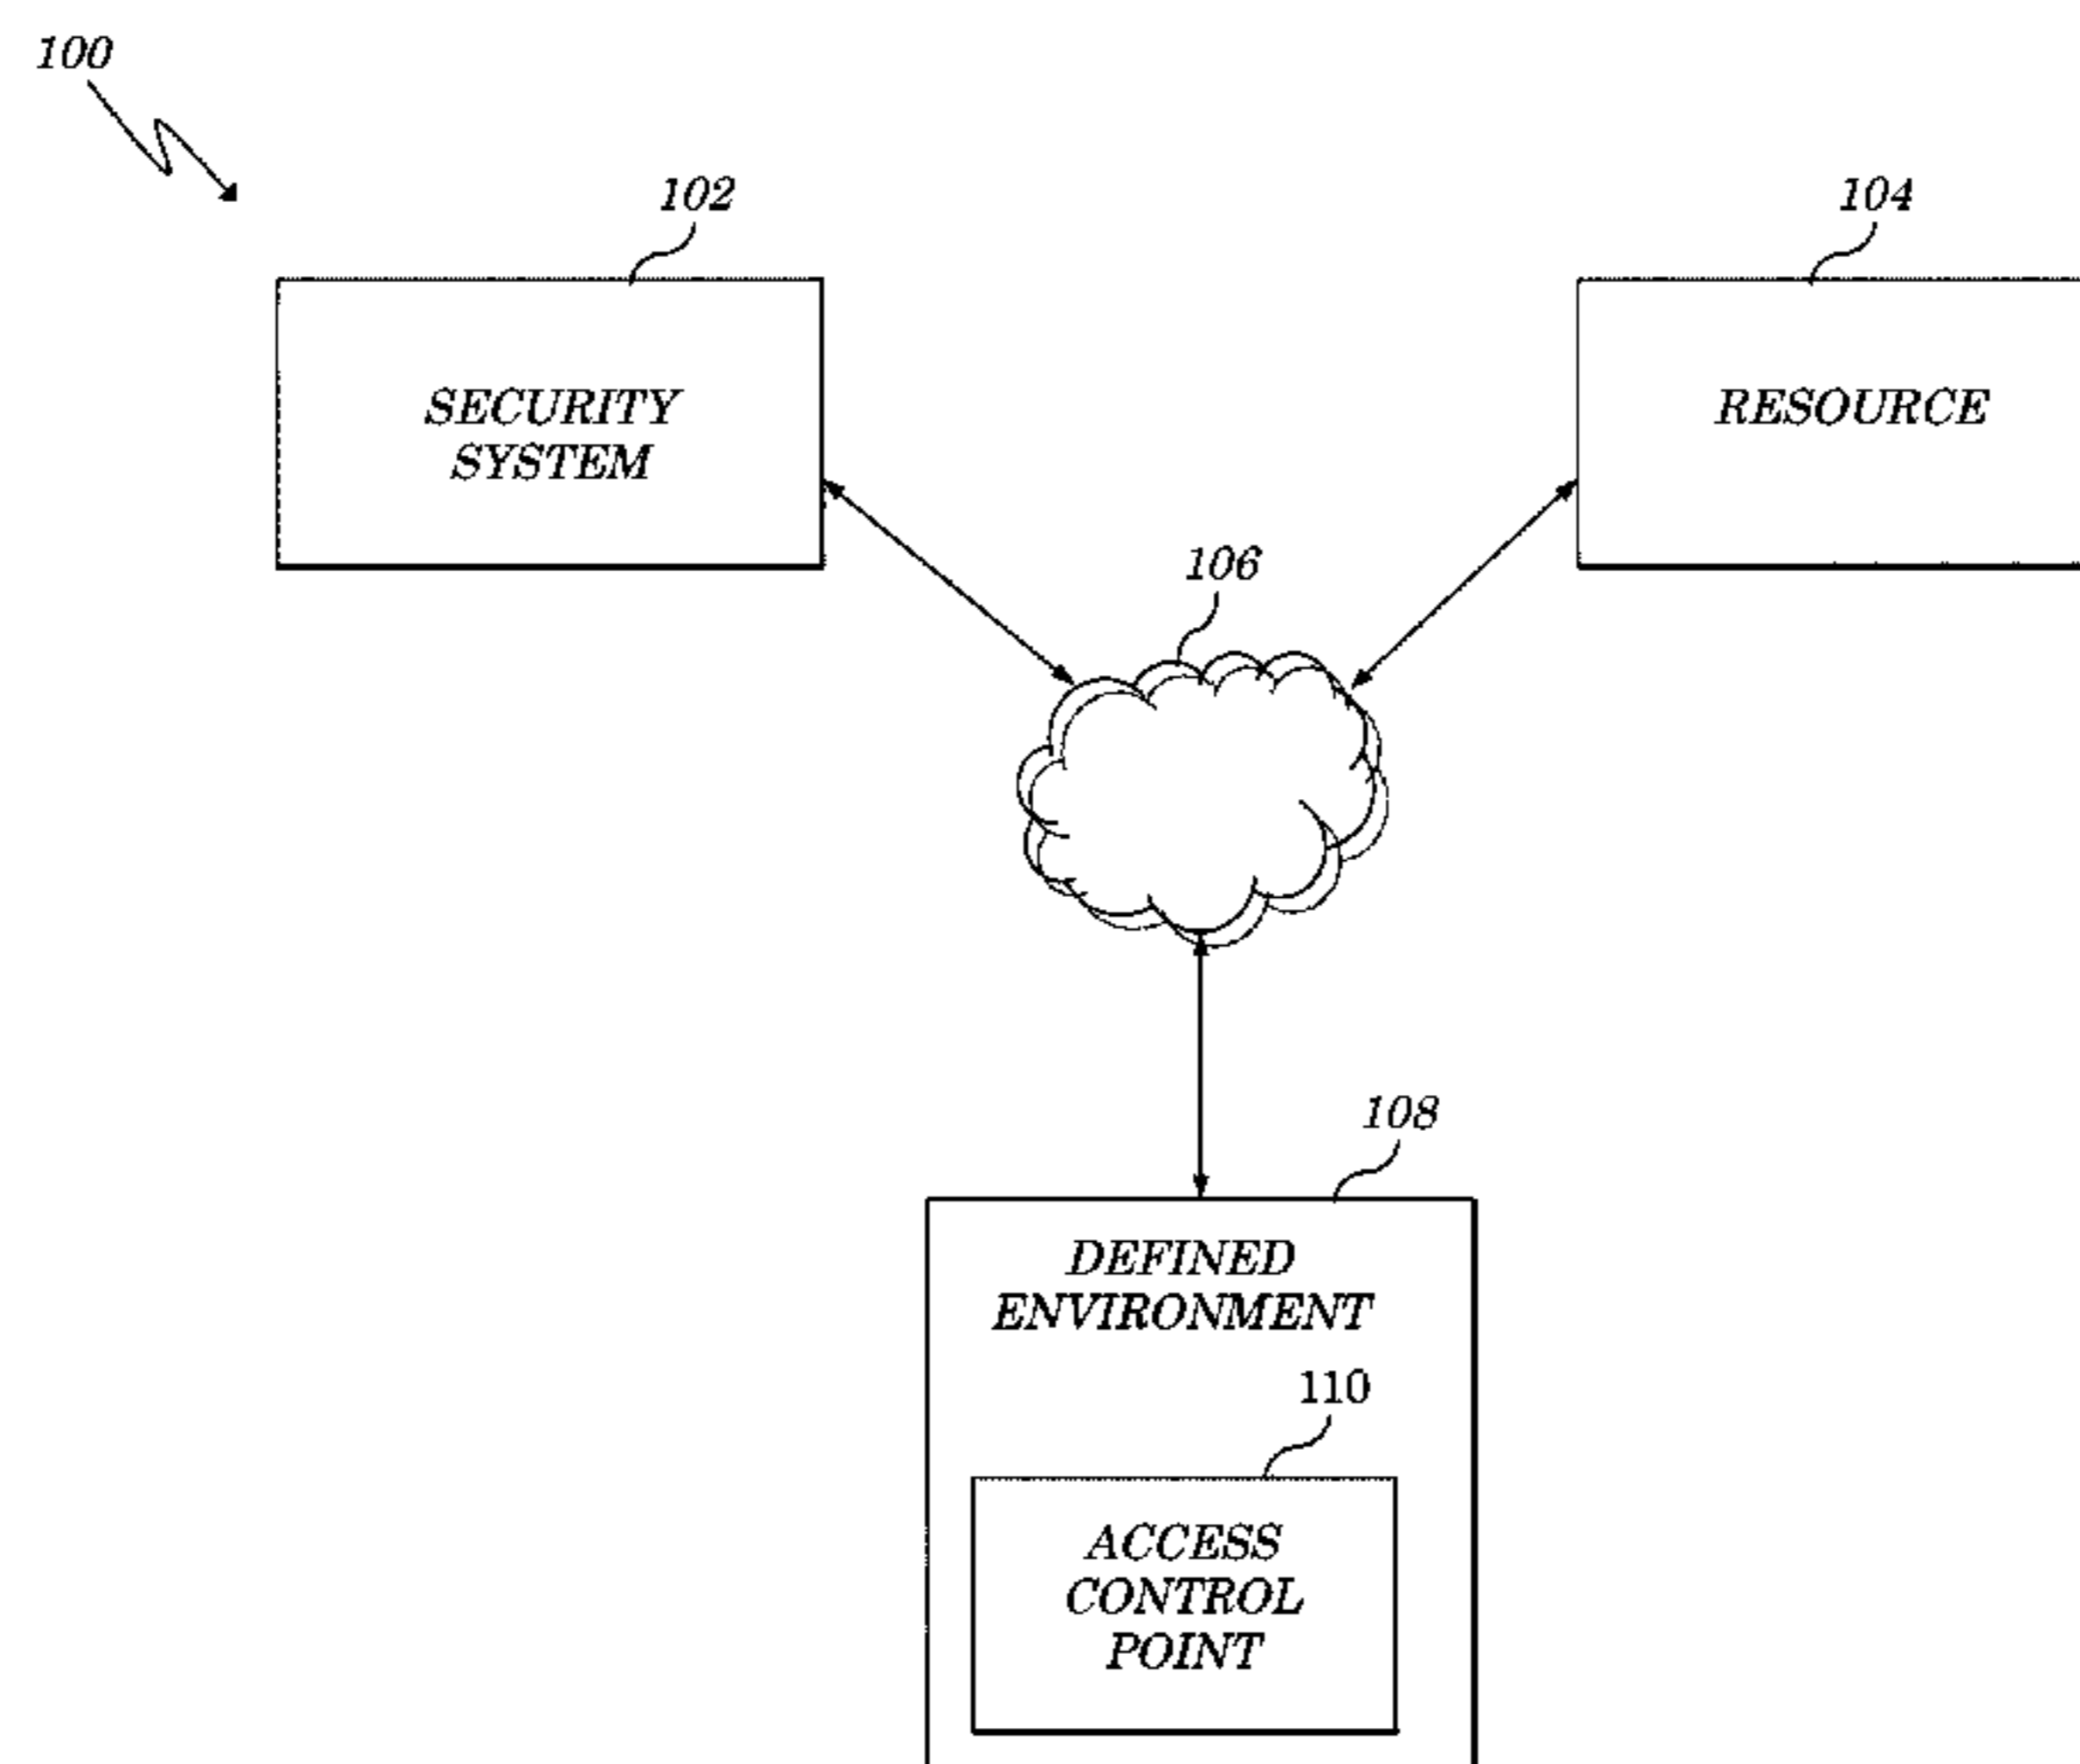 100
102
104
SECURITY
SYSTEM
RESOURCE
106
108
DEFINED
ENVIRONMENT
110
ACCESS
CONTROL
POINT